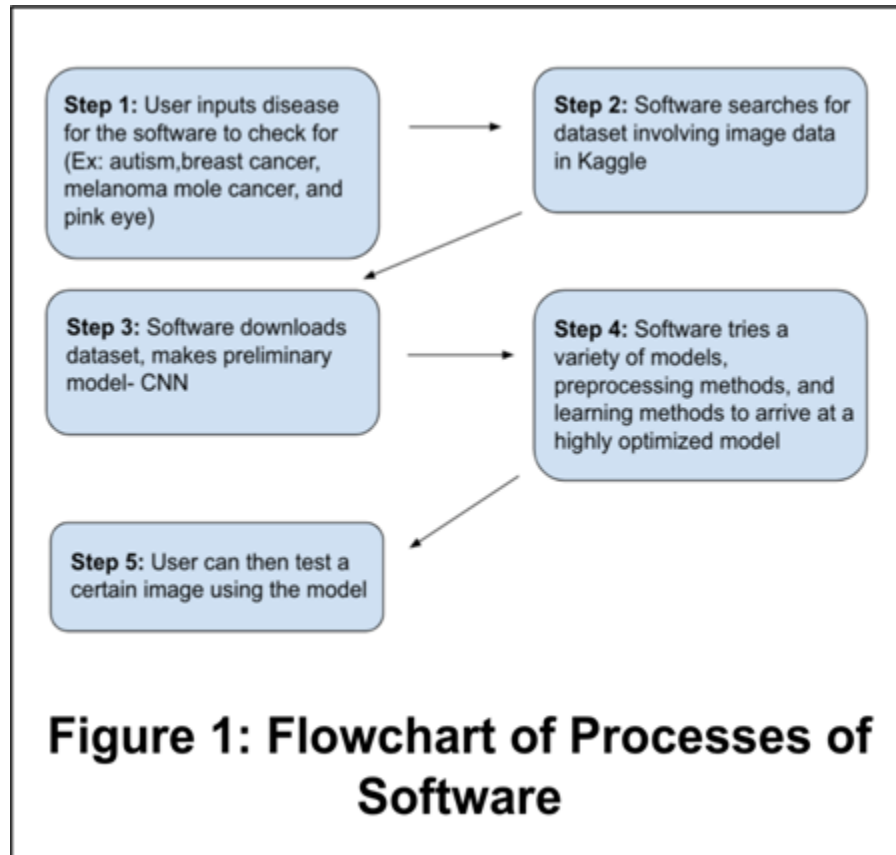 Step 1: User inputs disease
for the software to check for
(Ex: autism,breast cancer,
melanoma mole cancer, and
pink eye)
Step 2: Software searches for
dataset involving image data
in Kaggle
Step 3: Software downloads
dataset, makes preliminary
model- CNN
Step 4: Software tries a
variety of models,
preprocessing methods, and
learning methods to arrive at a
highly optimized model
Step 5: User can then test a
certain image using the model
Figure 1: Flowchart of Processes of
Software